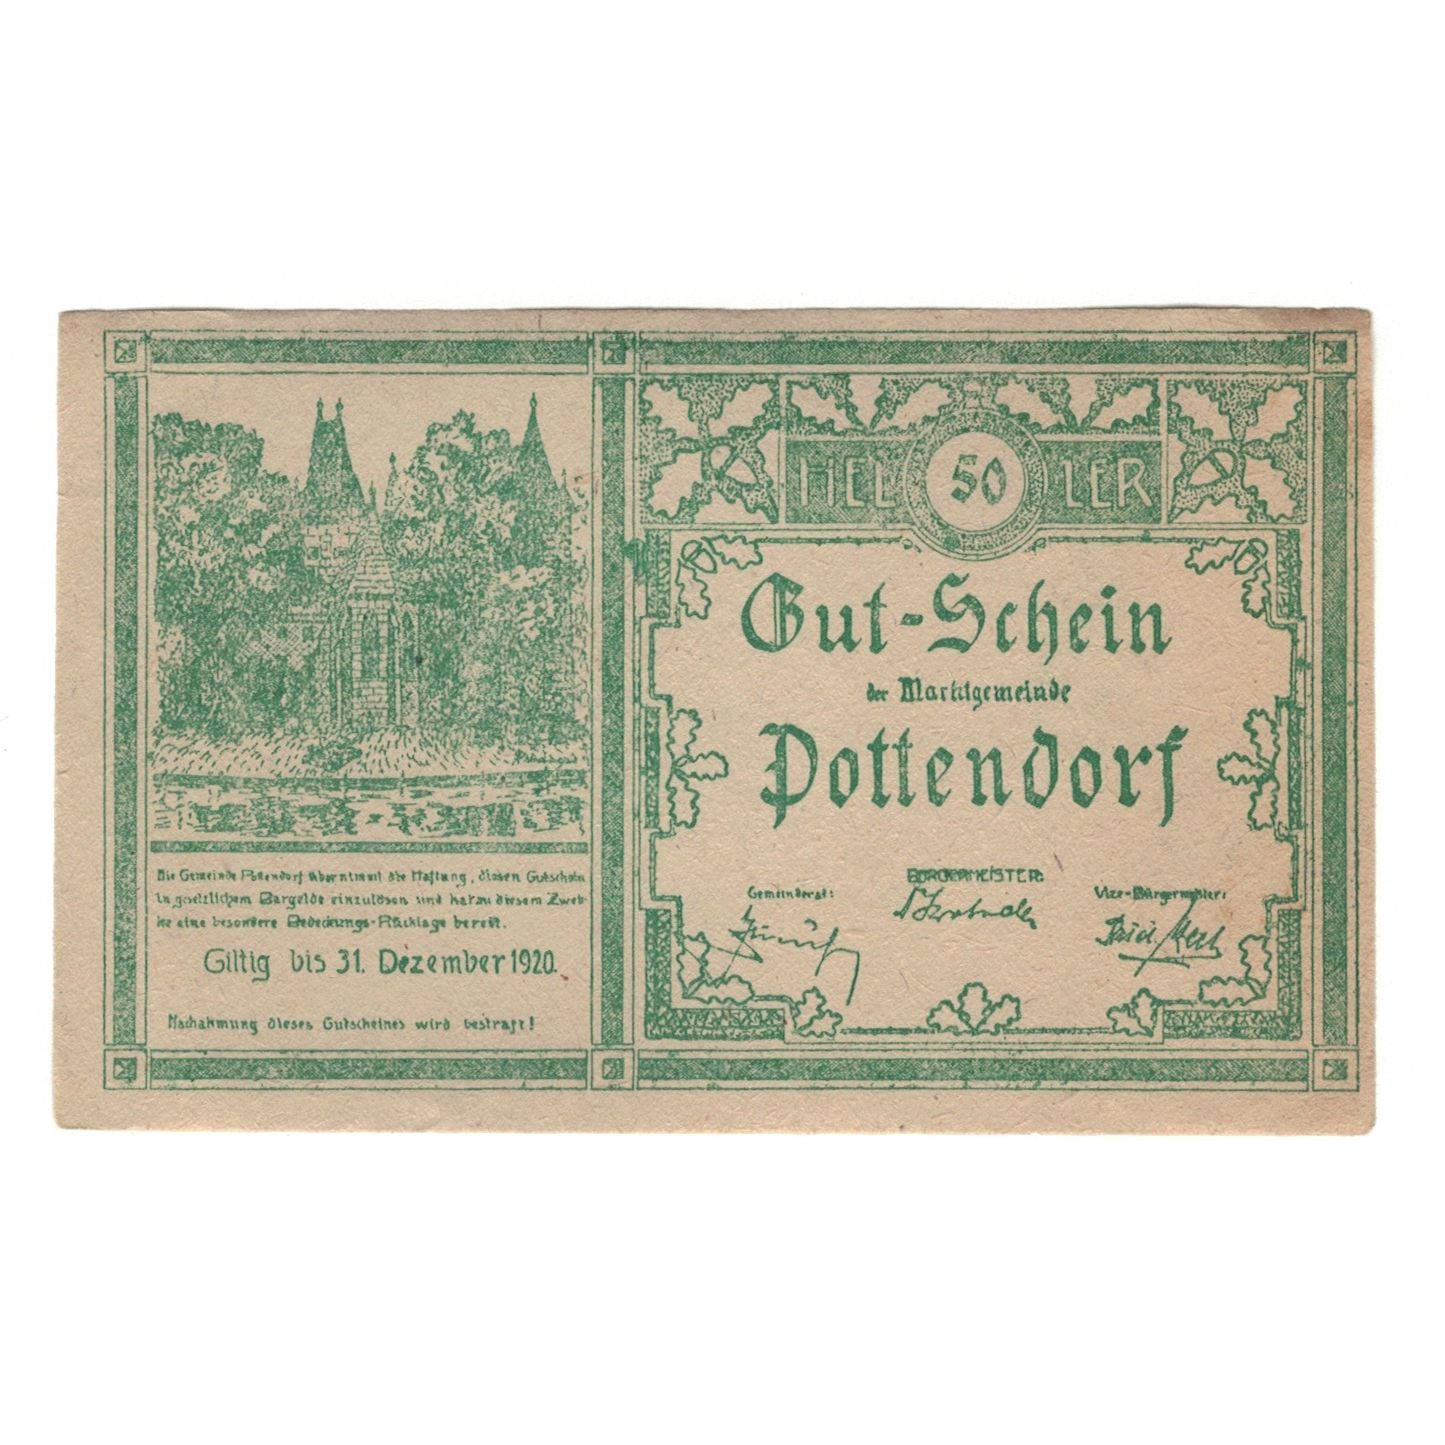 HEL 50 LER
Gut-Schein
der Marktgemeinde
Pottendorf
Gemeinderat:
BÜRGERMEISTER:
Vize-Bürgermeister:
Die Gemeinde Pottendorf übernimmt die Haftung, diesen Gutschein
in gesetzlichem Bargelde einzulösen und hat zu diesem Zwek-
ke eine besondere Bedeckungs-Rücklage bereit.
Giltig bis 31. Dezember 1920.
Nachahmung dieses Gutscheines wird bestraft!